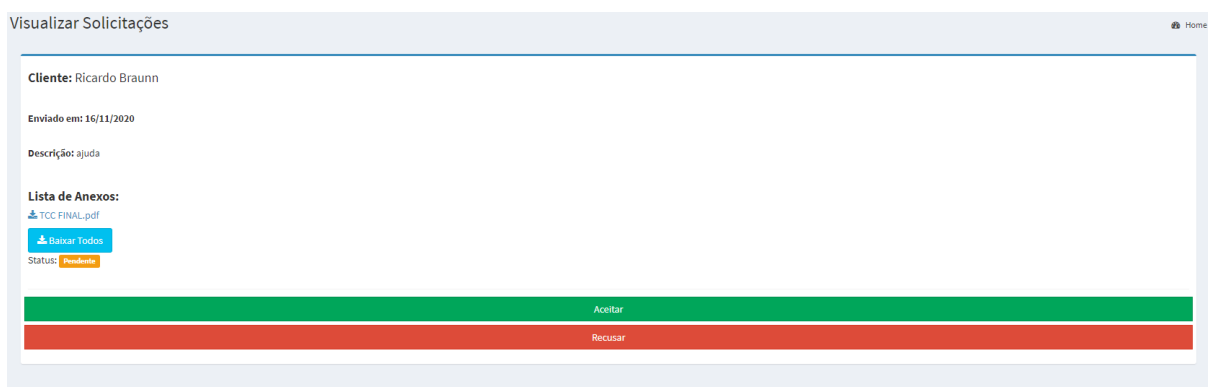 Visualizar Solicitações
Home
Cliente: Ricardo Braunn
Enviado em: 16/11/2020
Descrição: ajuda
Lista de Anexos:
TCC FINAL.pdf
Baixar Todos
Status: Pendente
Aceitar
Recusar